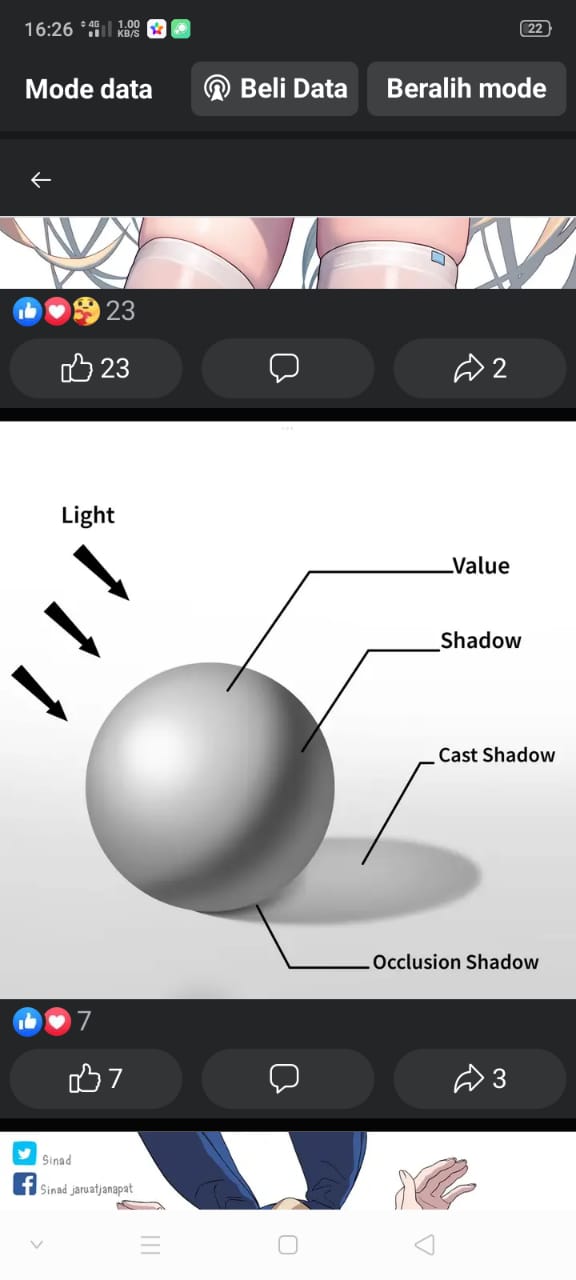 16:26
4G
1.00
KB/S
22
Mode data
Beli Data
Beralih mode
23
23
2
Light
Value
Shadow
Cast Shadow
Occlusion Shadow
7
7
3
Sinad
Sinad jaruatjanapat